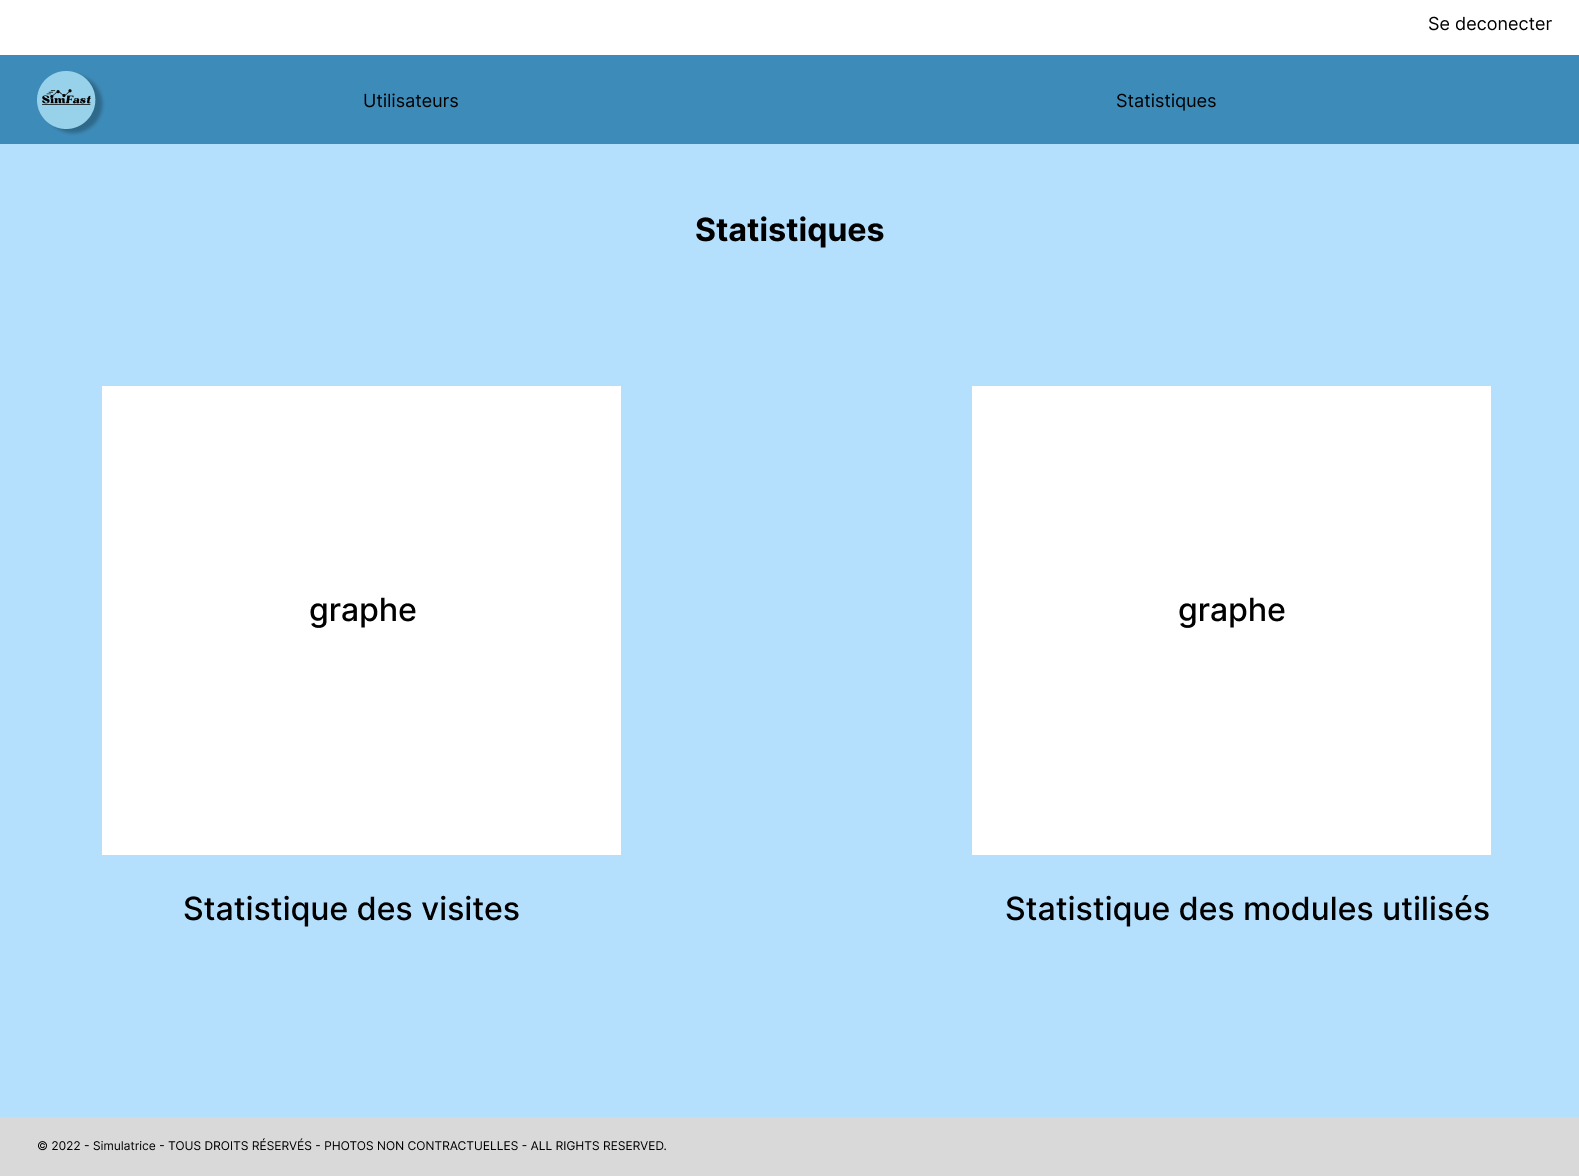 Se deconecter
SimFast
Utilisateurs
Statistiques
Statistiques
graphe
graphe
Statistique des visites
Statistique des modules utilisés
© 2022 - Simulatrice - TOUS DROITS RÉSERVÉS - PHOTOS NON CONTRACTUELLES - ALL RIGHTS RESERVED.